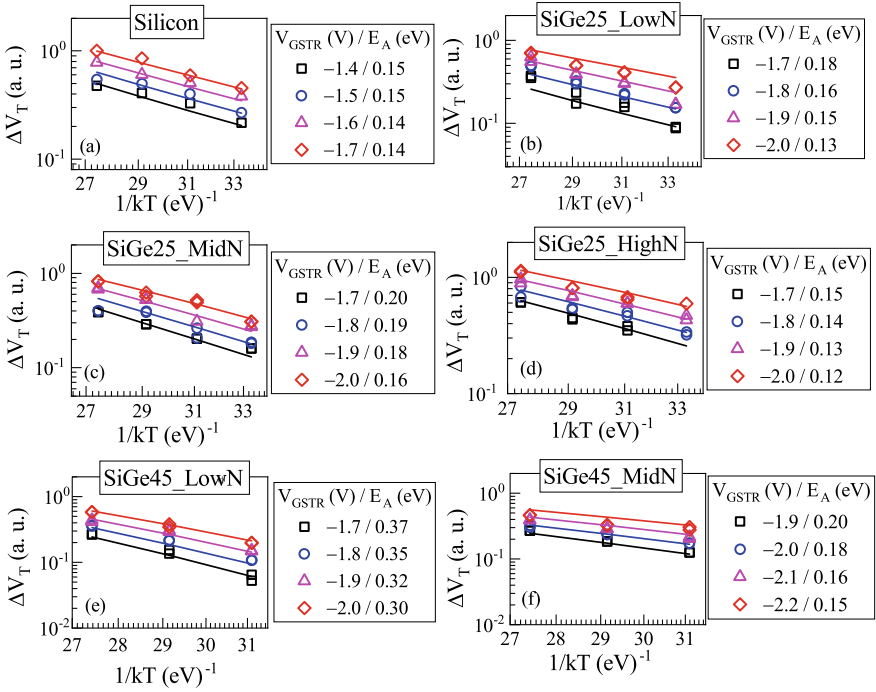 Silicon
ΔV_T (a. u.)
10^0
10^-1
(a)
27 29 31 33
1/kT (eV)^-1
V_GSTR (V) / E_A (eV)
−1.4 / 0.15
−1.5 / 0.15
−1.6 / 0.14
−1.7 / 0.14
SiGe25_LowN
ΔV_T (a. u.)
10^0
10^-1
(b)
27 29 31 33
1/kT (eV)^-1
V_GSTR (V) / E_A (eV)
−1.7 / 0.18
−1.8 / 0.16
−1.9 / 0.15
−2.0 / 0.13
SiGe25_MidN
ΔV_T (a. u.)
10^0
10^-1
(c)
27 29 31 33
1/kT (eV)^-1
V_GSTR (V) / E_A (eV)
−1.7 / 0.20
−1.8 / 0.19
−1.9 / 0.18
−2.0 / 0.16
SiGe25_HighN
ΔV_T (a. u.)
10^0
10^-1
(d)
27 29 31 33
1/kT (eV)^-1
V_GSTR (V) / E_A (eV)
−1.7 / 0.15
−1.8 / 0.14
−1.9 / 0.13
−2.0 / 0.12
SiGe45_LowN
ΔV_T (a. u.)
10^0
10^-1
10^-2
(e)
27 28 29 30 31
1/kT (eV)^-1
V_GSTR (V) / E_A (eV)
−1.7 / 0.37
−1.8 / 0.35
−1.9 / 0.32
−2.0 / 0.30
SiGe45_MidN
ΔV_T (a. u.)
10^0
10^-1
10^-2
(f)
27 28 29 30 31
1/kT (eV)^-1
V_GSTR (V) / E_A (eV)
−1.9 / 0.20
−2.0 / 0.18
−2.1 / 0.16
−2.2 / 0.15